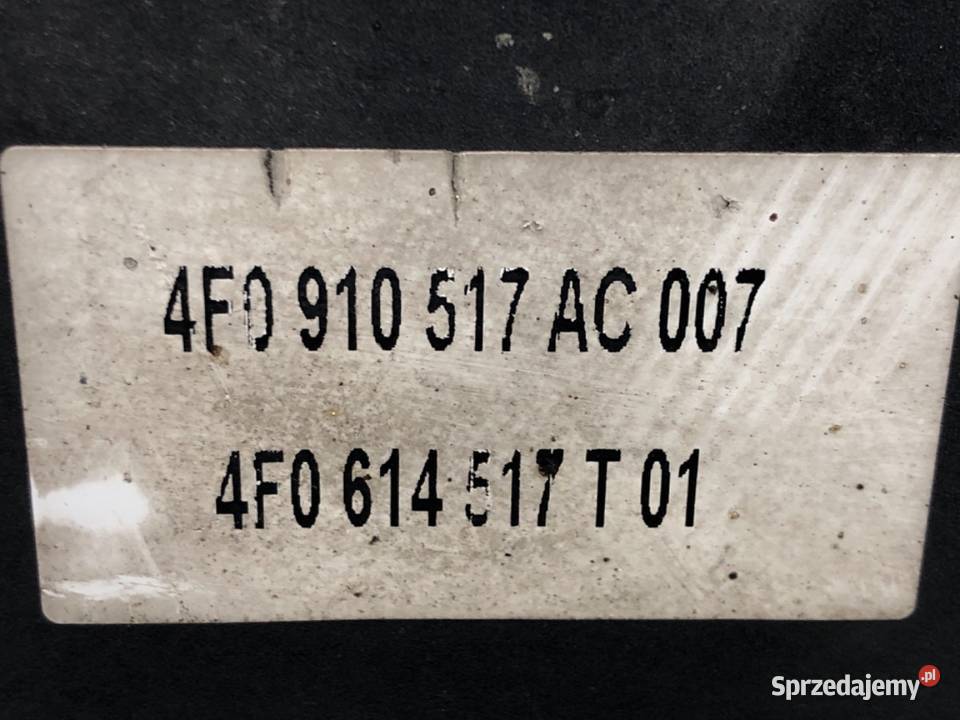 4F0 910 517 AC 007
4F0 614 517 T 01
Sprzedajemy.pl